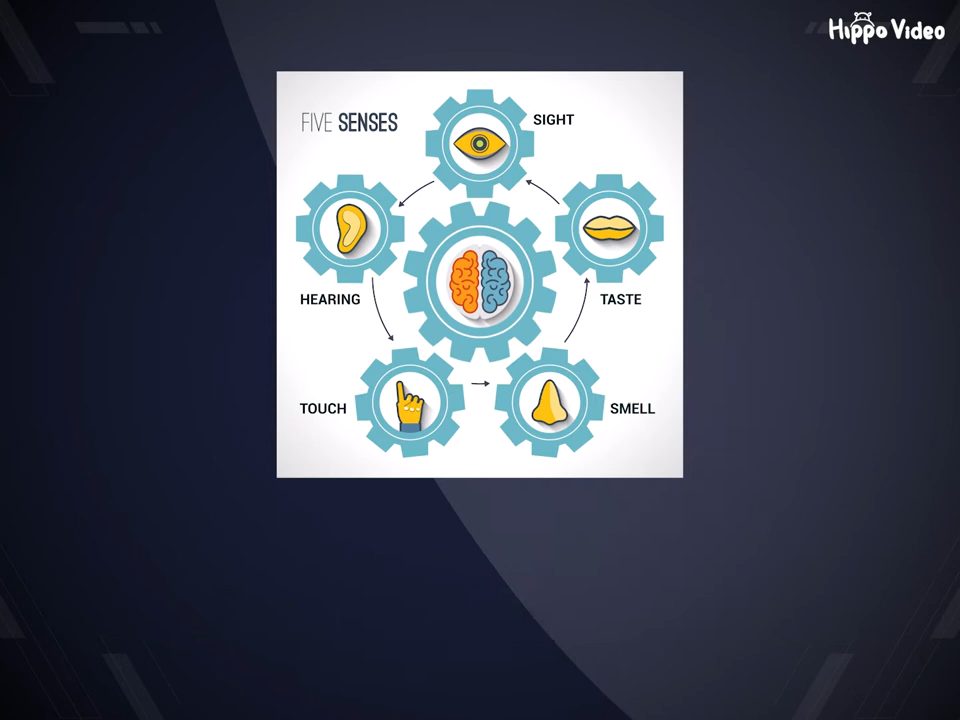 Hippo Video
FIVE SENSES
SIGHT
HEARING
TASTE
TOUCH
SMELL